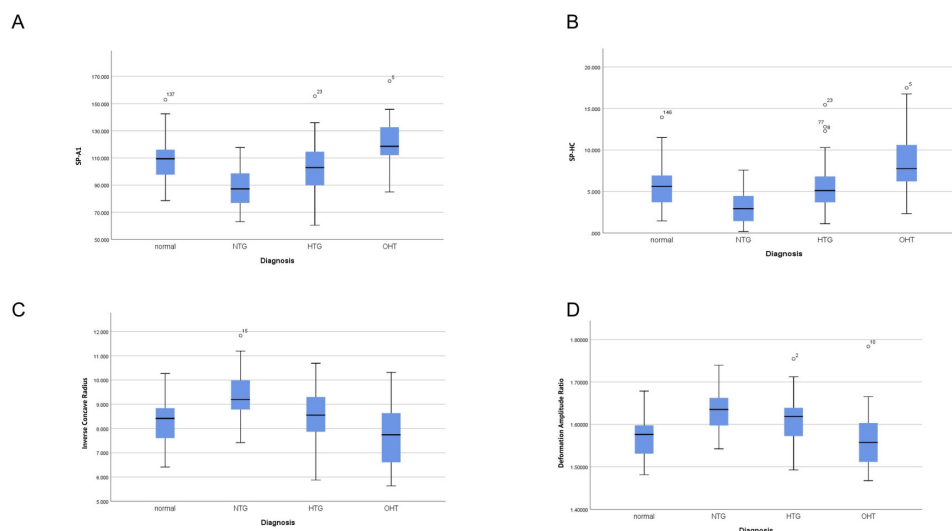 A
170.000
150.000
130.000
110.000
90.000
70.000
50.000
SP-A1
137
23
normal NTG HTG OHT
Diagnosis
B
20.000
15.000
10.000
5.000
.000
SP-HC
146
77
23
5
normal NTG HTG OHT
Diagnosis
C
12.000
11.000
10.000
9.000
8.000
7.000
6.000
5.000
Inverse Concave Radius
15
normal NTG HTG OHT
Diagnosis
D
1.80000
1.70000
1.60000
1.50000
1.40000
Deformation Amplitude Ratio
2
10
normal NTG HTG OHT
Diagnosis